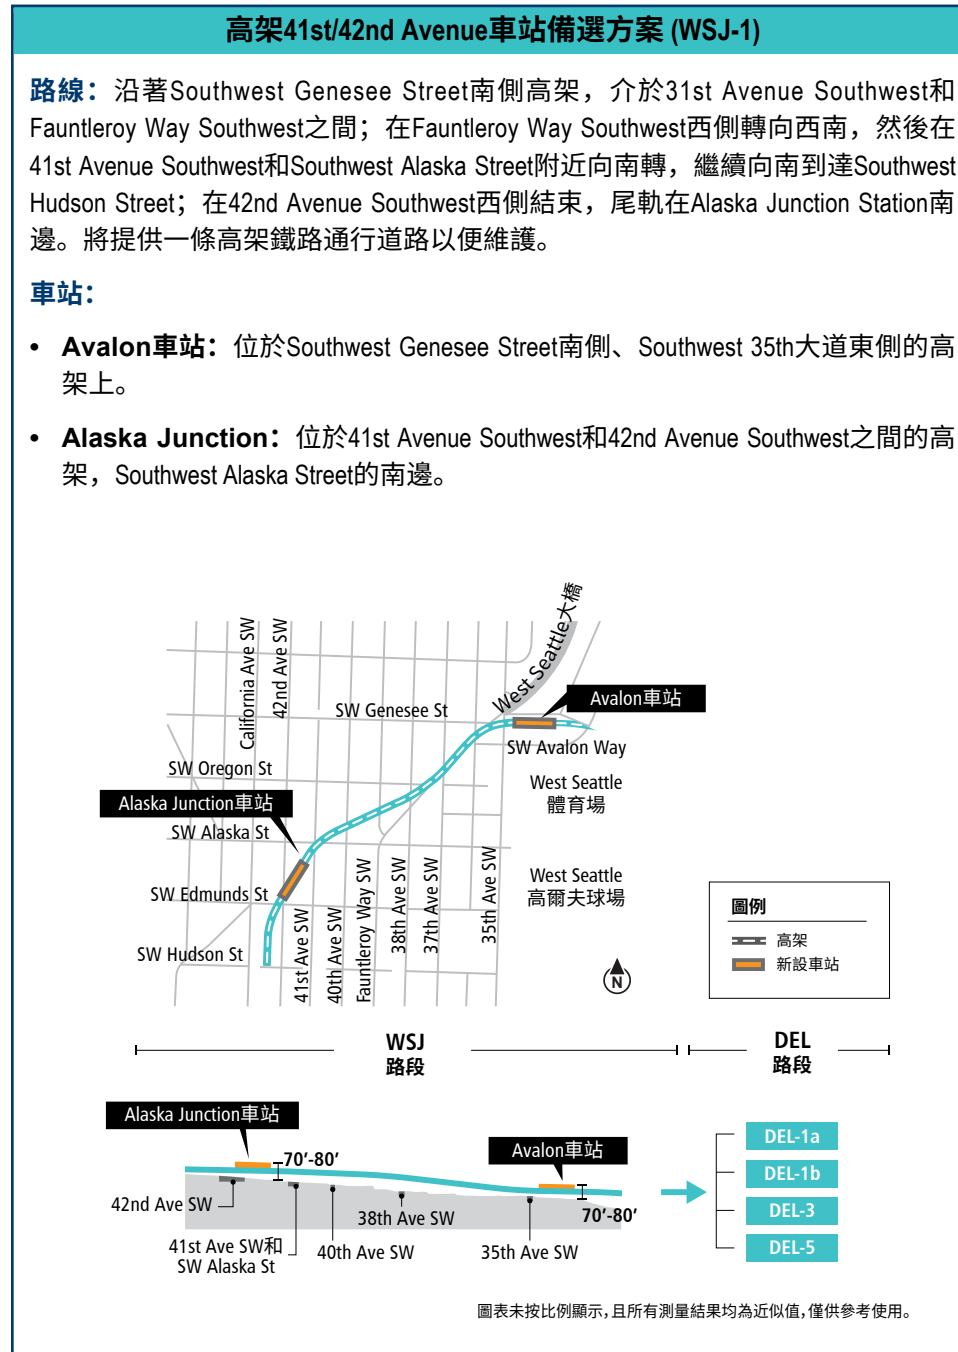 高架41st/42nd Avenue車站備選方案 (WSJ-1)
路線：沿著Southwest Genesee Street南側高架，介於31st Avenue Southwest和
Fauntleroy Way Southwest之間；在Fauntleroy Way Southwest西側轉向西南，然後在
41st Avenue Southwest和Southwest Alaska Street附近向南轉，繼續向南到達Southwest
Hudson Street；在42nd Avenue Southwest西側結束，尾軌在Alaska Junction Station南
邊。將提供一條高架鐵路通行道路以便維護。
車站：
• Avalon車站：位於Southwest Genesee Street南側、Southwest 35th大道東側的高
架上。
• Alaska Junction：位於41st Avenue Southwest和42nd Avenue Southwest之間的高
架，Southwest Alaska Street的南邊。
West Seattle大橋
California Ave SW
42nd Ave SW
Avalon車站
SW Genesee St
SW Avalon Way
SW Oregon St
West Seattle
體育場
Alaska Junction車站
SW Alaska St
West Seattle
高爾夫球場
SW Edmunds St
SW Hudson St
41st Ave SW
40th Ave SW
Fauntleroy Way SW
38th Ave SW
37th Ave SW
35th Ave SW
N
圖例
高架
新設車站
WSJ
路段
DEL
路段
Alaska Junction車站
70'-80'
Avalon車站
70'-80'
42nd Ave SW
41st Ave SW和
SW Alaska St
40th Ave SW
38th Ave SW
35th Ave SW
DEL-1a
DEL-1b
DEL-3
DEL-5
圖表未按比例顯示，且所有測量結果均為近似值，僅供參考使用。